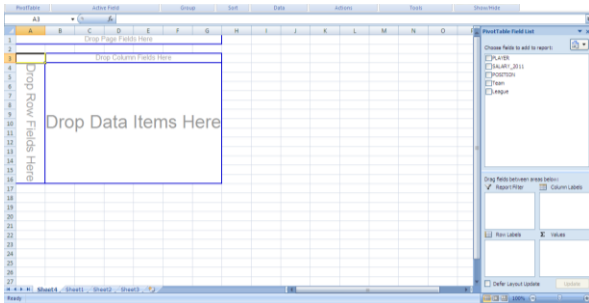 PivotTable Active Field Group Sort Data Actions Tools Show/Hide
A3 fx
A B C D E F G H I J K L M N O
1 Drop Page Fields Here
2
3 Drop Column Fields Here
4
5
6
7
8
9
10
11
12
13
14
15
16
17
18
19
20
21
22
23
24
25
26
27
Drop Row Fields Here
Drop Data Items Here
PivotTable Field List
Choose fields to add to report:
PLAYER
SALARY_2011
POSITION
Team
League
Drag fields between areas below:
Report Filter Column Labels
Row Labels Σ Values
Defer Layout Update Update
Sheet4 Sheet1 Sheet2 Sheet3
Ready 100%